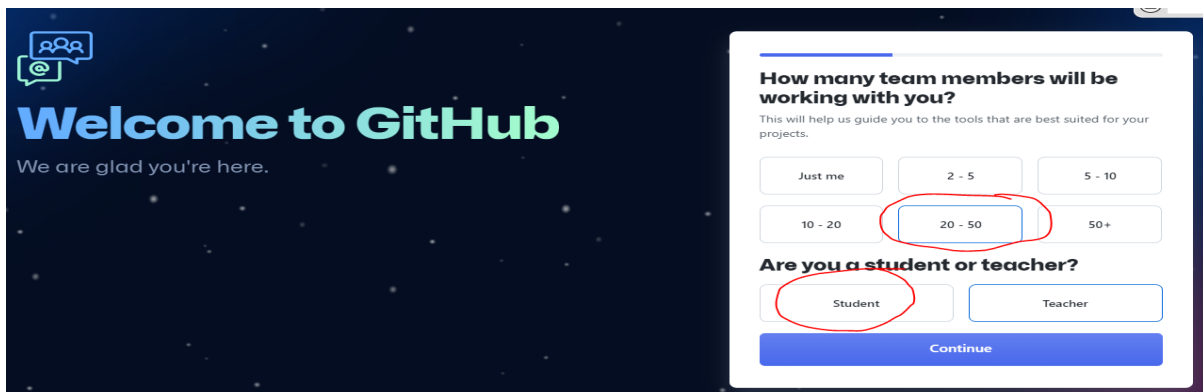 @
Welcome to GitHub
We are glad you're here.
How many team members will be
working with you?
This will help us guide you to the tools that are best suited for your
projects.
Just me
2 - 5
5 - 10
10 - 20
20 - 50
50+
Are you a student or teacher?
Student
Teacher
Continue